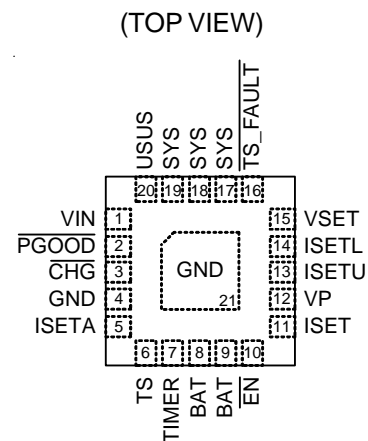 (TOP VIEW)
USUS
SYS
SYS
SYS
TS_FAULT
20 19 18 17 16
VIN 1
PGOOD 2
CHG 3
GND 4
ISETA 5
GND
21
15 VSET
14 ISETL
13 ISETU
12 VP
11 ISET
6 7 8 9 10
TS
TIMER
BAT
BAT
EN